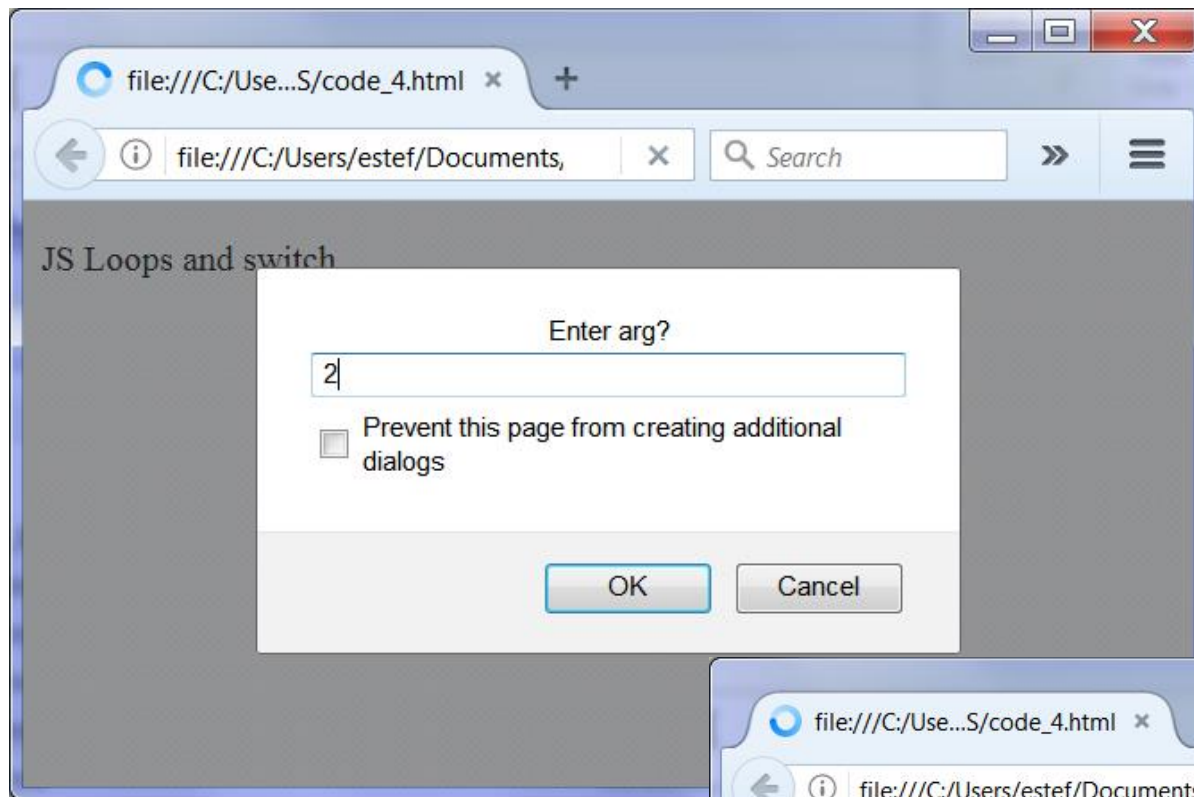 file:///C:/Use...S/code_4.html
file:///C:/Users/estef/Documents/
Search
JS Loops and switch
Enter arg?
2
Prevent this page from creating additional
dialogs
OK
Cancel
file:///C:/Use...S/code_4.html
file:///C:/Users/estef/Documents